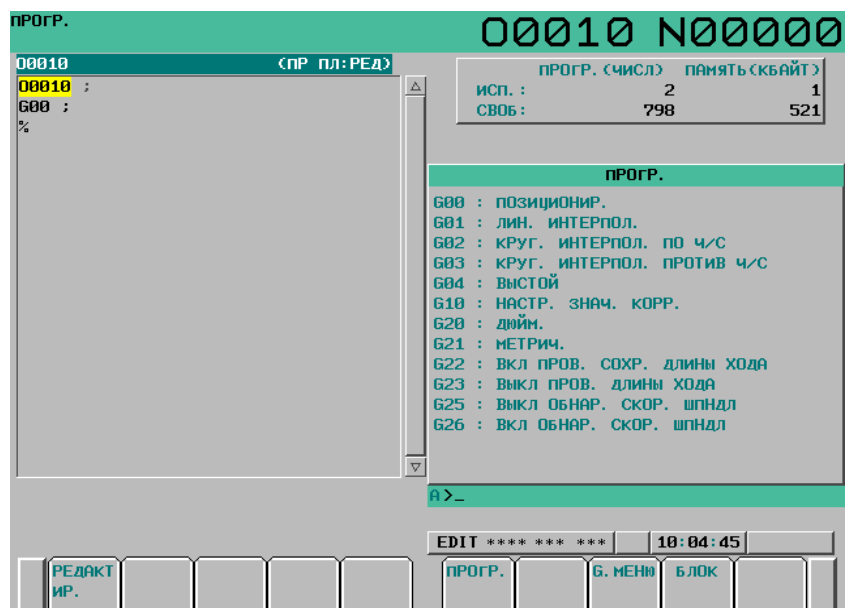 ПРОГР.
O0010 N00000
O0010 (ПР ПЛ:РЕД)
O0010 ;
G00 ;
%
ПРОГР.(ЧИСЛ) ПАМЯТЬ(КБАЙТ)
ИСП.: 2 1
СВОБ: 798 521
ПРОГР.
G00 : ПОЗИЦИОНИР.
G01 : ЛИН. ИНТЕРПОЛ.
G02 : КРУГ. ИНТЕРПОЛ. ПО Ч/С
G03 : КРУГ. ИНТЕРПОЛ. ПРОТИВ Ч/С
G04 : ВЫСТОЙ
G10 : НАСТР. ЗНАЧ. КОРР.
G20 : ДЮЙМ.
G21 : МЕТРИЧ.
G22 : ВКЛ ПРОВ. СОХР. ДЛИНЫ ХОДА
G23 : ВЫКЛ ПРОВ. ДЛИНЫ ХОДА
G25 : ВЫКЛ ОБНАР. СКОР. ШПНДЛ
G26 : ВКЛ ОБНАР. СКОР. ШПНДЛ
A>_
EDIT **** *** *** 10:04:45
РЕДАКТ
ИР.
ПРОГР. G.МЕНЮ БЛОК